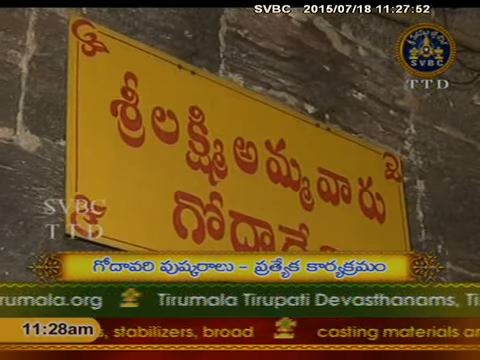 SVBC 2015/07/18 11:27:52
SVBC
TTD
శ్రీ లక్ష్మి అమ్మవారు
SVBC
TTD
గోదావరి పుష్కరాలు - ప్రత్యేక కార్యక్రమం
rumala.org Tirumala Tirupati Devasthanams, Ti
11:28am s, stabilizers, broad casting materials a